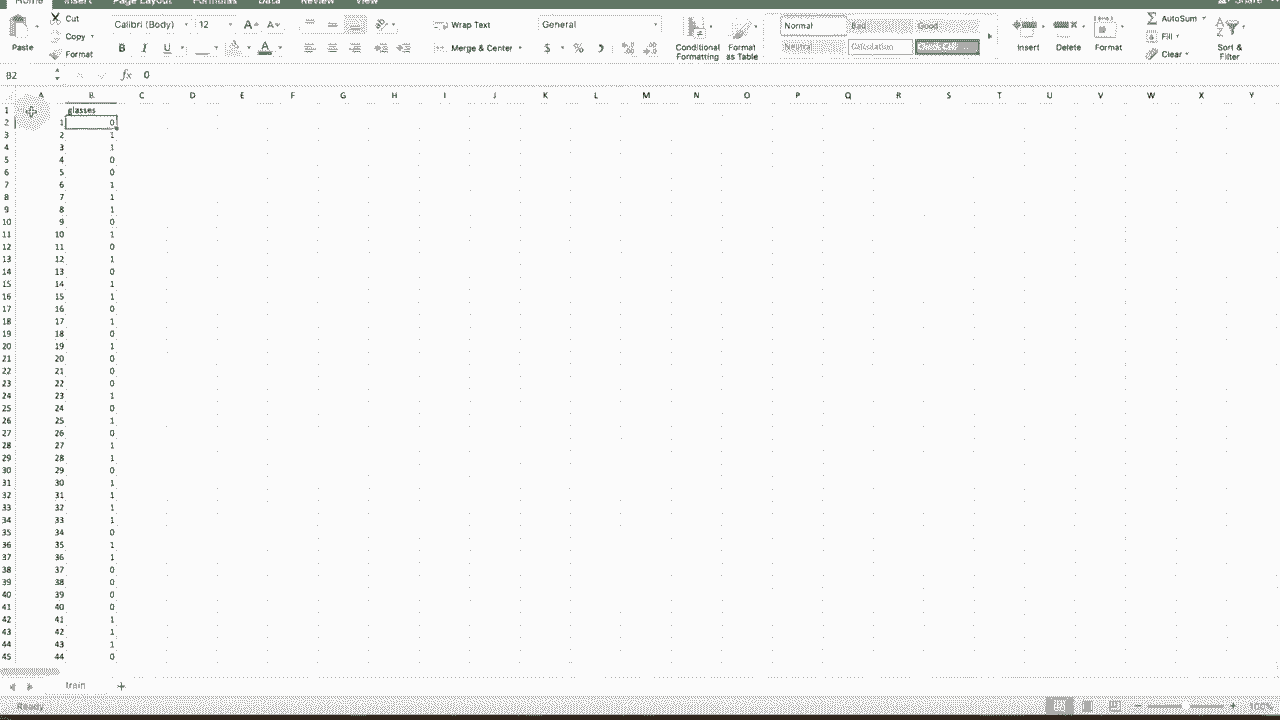 Home Insert Page Layout Formulas Data Review View Share
Cut
Calibri (Body) 12 Wrap Text General Normal Bad Good AutoSum
Copy Fill
Paste Format B I U Merge & Center $ % Conditional Formatting Format as Table Neutral Calculation Check Cell Insert Delete Format Clear Sort & Filter
B2 fx 0
A B C D E F G H I J K L M N O P Q R S T U V W X Y
1 glasses
2 1 0
3 2 1
4 3 1
5 4 0
6 5 0
7 6 1
8 7 1
9 8 1
10 9 0
11 10 1
12 11 0
13 12 1
14 13 0
15 14 1
16 15 1
17 16 0
18 17 1
19 18 0
20 19 1
21 20 0
22 21 0
23 22 0
24 23 1
25 24 0
26 25 1
27 26 0
28 27 1
29 28 1
30 29 0
31 30 1
32 31 1
33 32 1
34 33 1
35 34 0
36 35 1
37 36 1
38 37 0
39 38 0
40 39 0
41 40 0
42 41 1
43 42 1
44 43 1
45 44 0
train +
Ready 100%